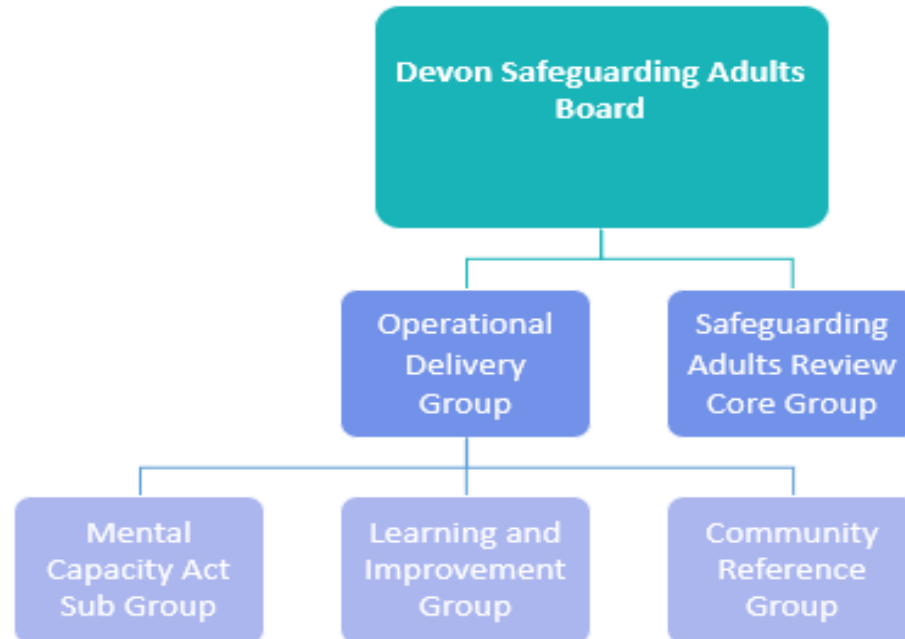 Devon Safeguarding Adults
Board
Operational
Delivery
Group
Safeguarding
Adults Review
Core Group
Mental
Capacity Act
Sub Group
Learning and
Improvement
Group
Community
Reference
Group